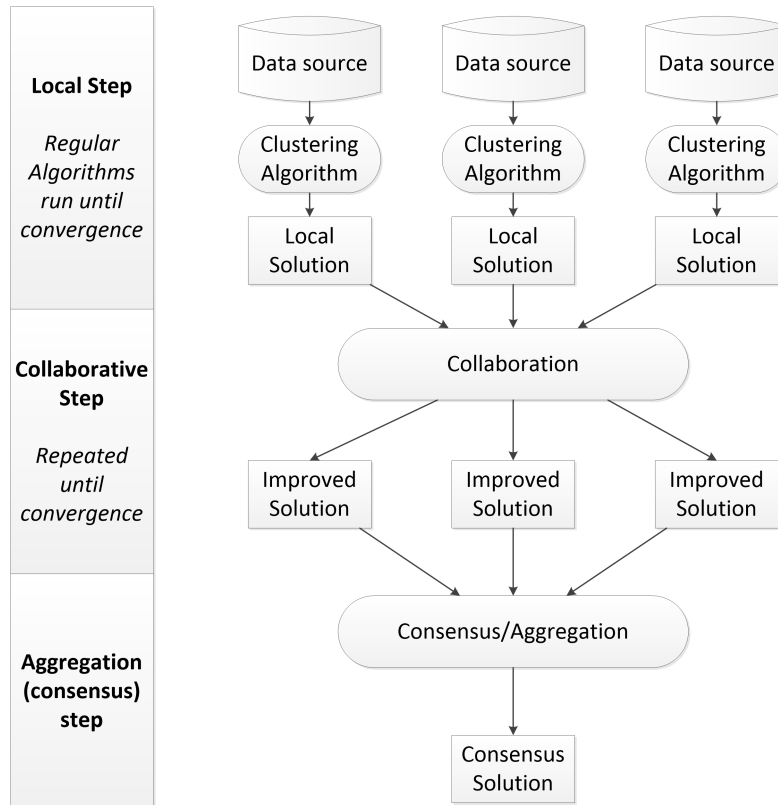 Local Step
Regular
Algorithms
run until
convergence
Data source
Data source
Data source
Clustering
Algorithm
Clustering
Algorithm
Clustering
Algorithm
Local
Solution
Local
Solution
Local
Solution
Collaborative
Step
Repeated
until
convergence
Collaboration
Improved
Solution
Improved
Solution
Improved
Solution
Aggregation
(consensus)
step
Consensus/Aggregation
Consensus
Solution